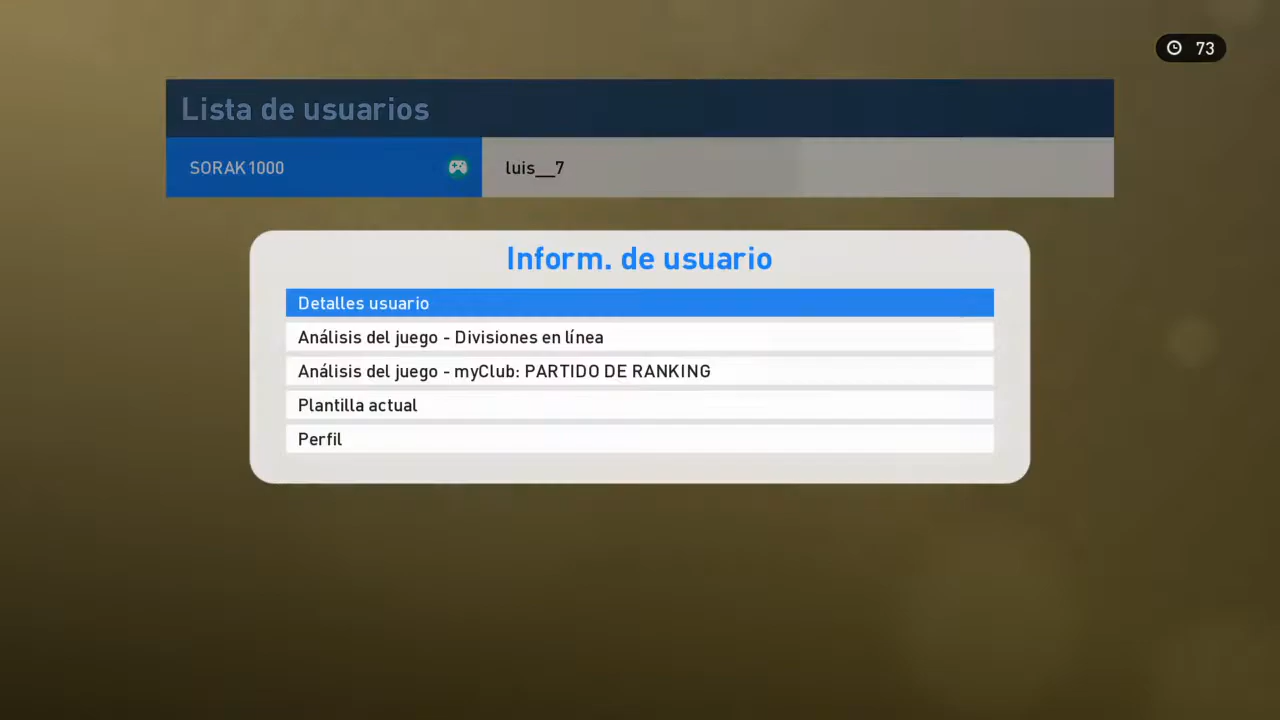 73
Lista de usuarios
SORAK1000 luis__7
Inform. de usuario
Detalles usuario
Análisis del juego - Divisiones en línea
Análisis del juego - myClub: PARTIDO DE RANKING
Plantilla actual
Perfil